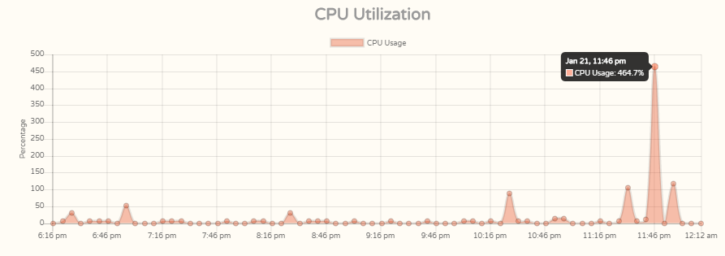 CPU Utilization
CPU Usage
500
450
400
350
300
250
200
150
100
50
0
Percentage
Jan 21, 11:46 pm
CPU Usage: 464.7%
6:16 pm 6:46 pm 7:16 pm 7:46 pm 8:16 pm 8:46 pm 9:16 pm 9:46 pm 10:16 pm 10:46 pm 11:16 pm 11:46 pm 12:12 am